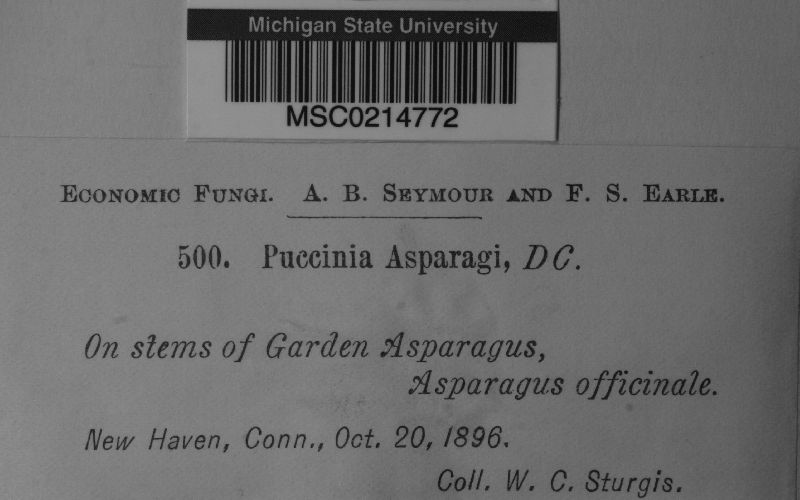 Michigan State University
MSC0214772
Economic Fungi. A. B. Seymour and F. S. Earle.
500. Puccinia Asparagi, DC.
On stems of Garden Asparagus,
Asparagus officinale.
New Haven, Conn., Oct. 20, 1896.
Coll. W. C. Sturgis.